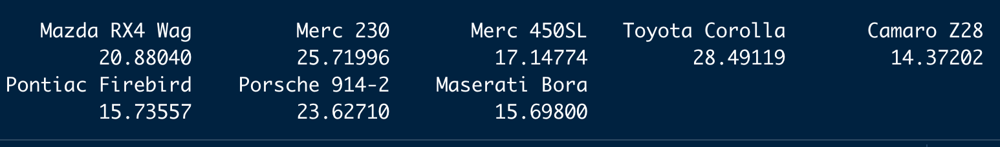 Mazda RX4 Wag Merc 230 Merc 450SL Toyota Corolla Camaro Z28
20.88040 25.71996 17.14774 28.49119 14.37202
Pontiac Firebird Porsche 914-2 Maserati Bora
15.73557 23.62710 15.69800